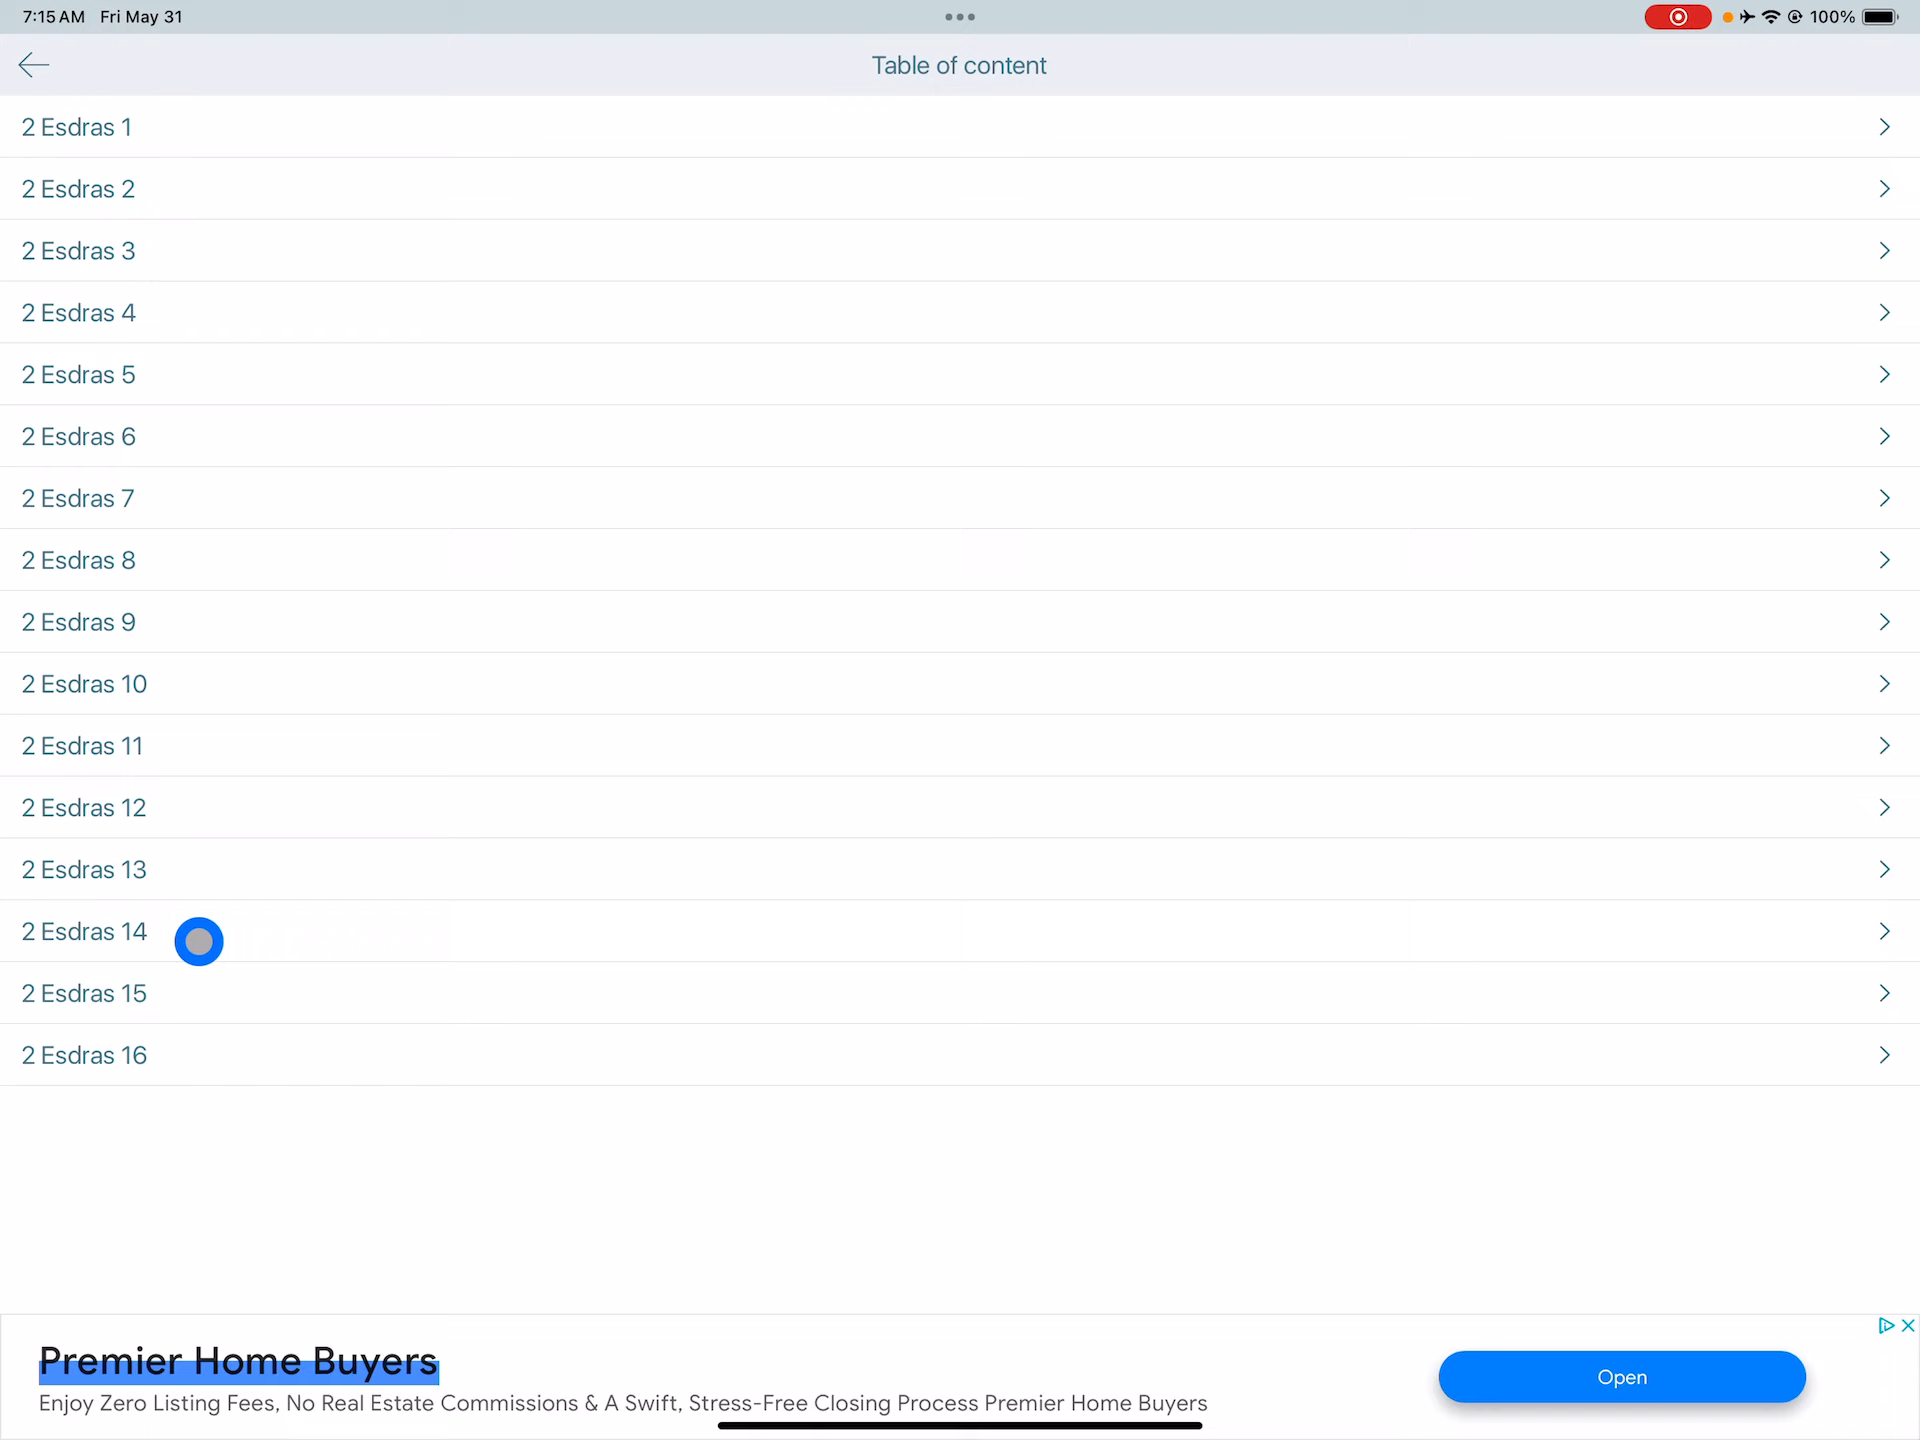 7:15 AM Fri May 31
100%
Table of content
2 Esdras 1
2 Esdras 2
2 Esdras 3
2 Esdras 4
2 Esdras 5
2 Esdras 6
2 Esdras 7
2 Esdras 8
2 Esdras 9
2 Esdras 10
2 Esdras 11
2 Esdras 12
2 Esdras 13
2 Esdras 14
2 Esdras 15
2 Esdras 16
Premier Home Buyers
Enjoy Zero Listing Fees, No Real Estate Commissions & A Swift, Stress-Free Closing Process Premier Home Buyers
Open